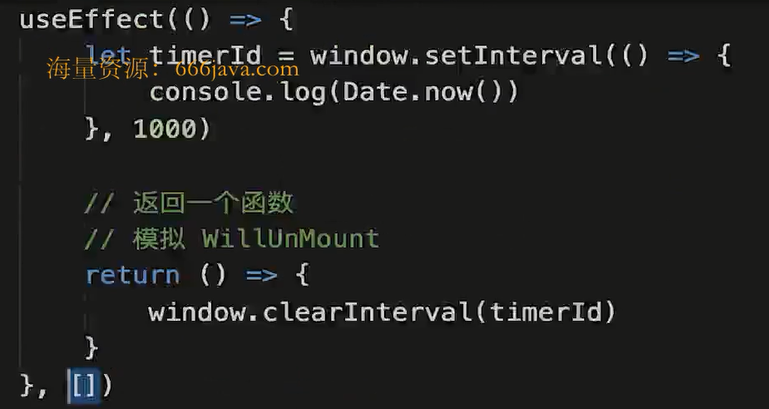 useEffect(() => {
let timerId = window.setInterval(() => {
海量资源：666java.com
console.log(Date.now())
}, 1000)
// 返回一个函数
// 模拟 WillUnMount
return () => {
window.clearInterval(timerId)
}
}, [])